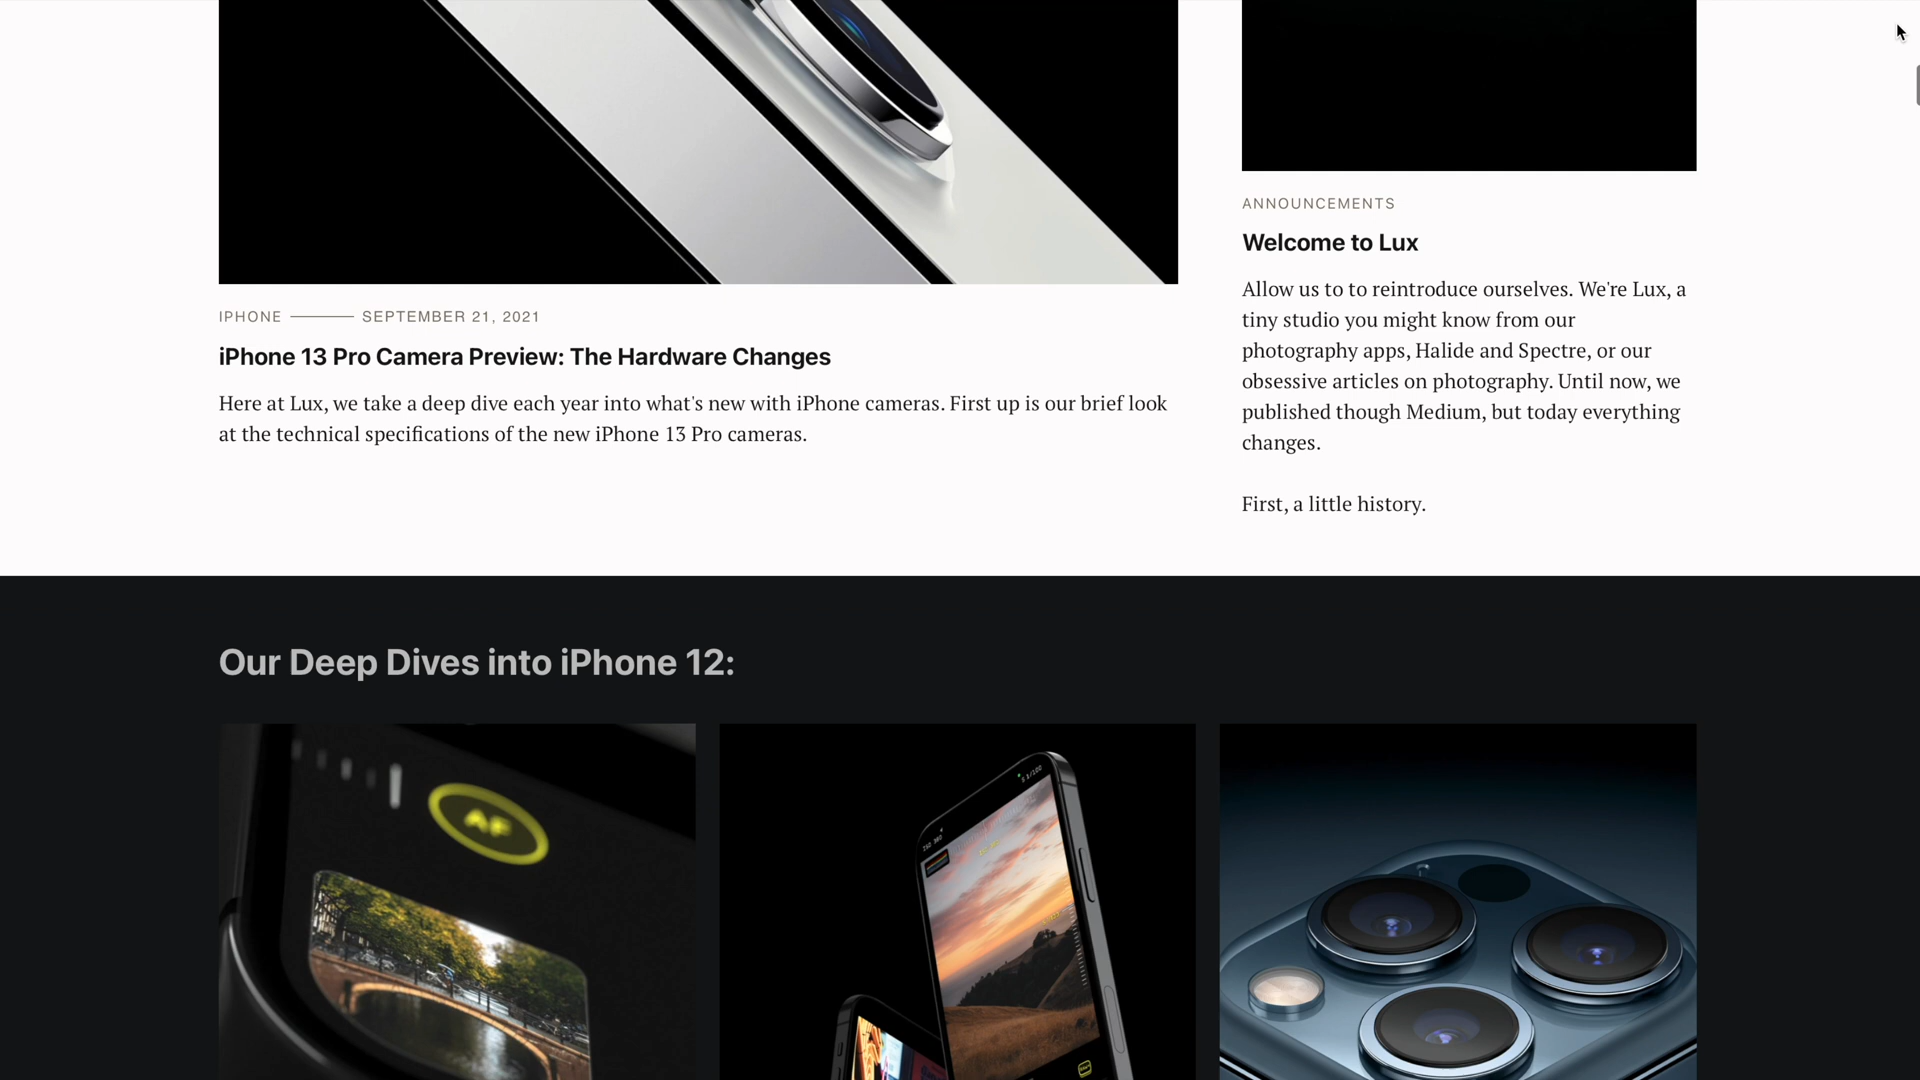 IPHONE
SEPTEMBER 21, 2021
iPhone 13 Pro Camera Preview: The Hardware Changes
Here at Lux, we take a deep dive each year into what's new with iPhone cameras. First up is our brief look
at the technical specifications of the new iPhone 13 Pro cameras.
ANNOUNCEMENTS
Welcome to Lux
Allow us to to reintroduce ourselves. We're Lux, a
tiny studio you might know from our
photography apps, Halide and Spectre, or our
obsessive articles on photography. Until now, we
published though Medium, but today everything
changes.
First, a little history.
Our Deep Dives into iPhone 12:
AF
S 1/100